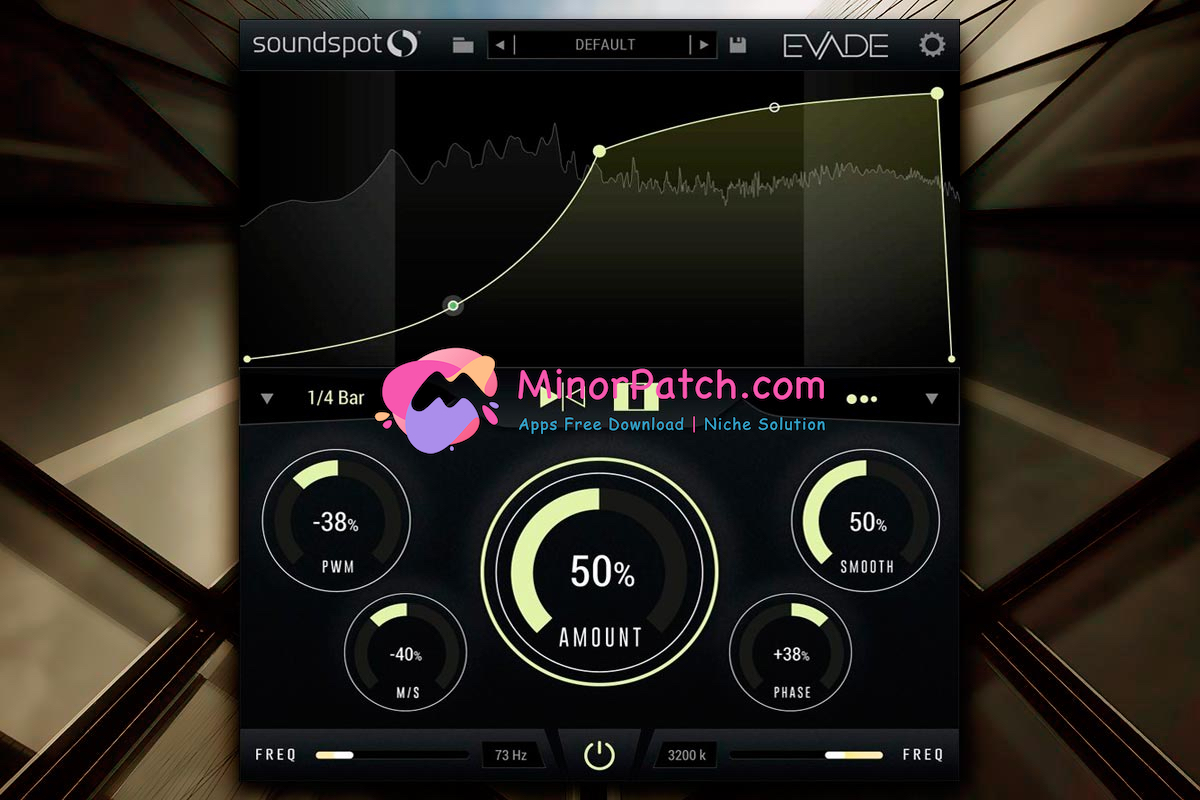 soundspot
DEFAULT
EVADE
1/4 Bar
MinorPatch.com
Apps Free Download | Niche Solution
-38%
PWM
50%
AMOUNT
50%
SMOOTH
-40%
M/S
+38%
PHASE
FREQ
73 Hz
3200 k
FREQ